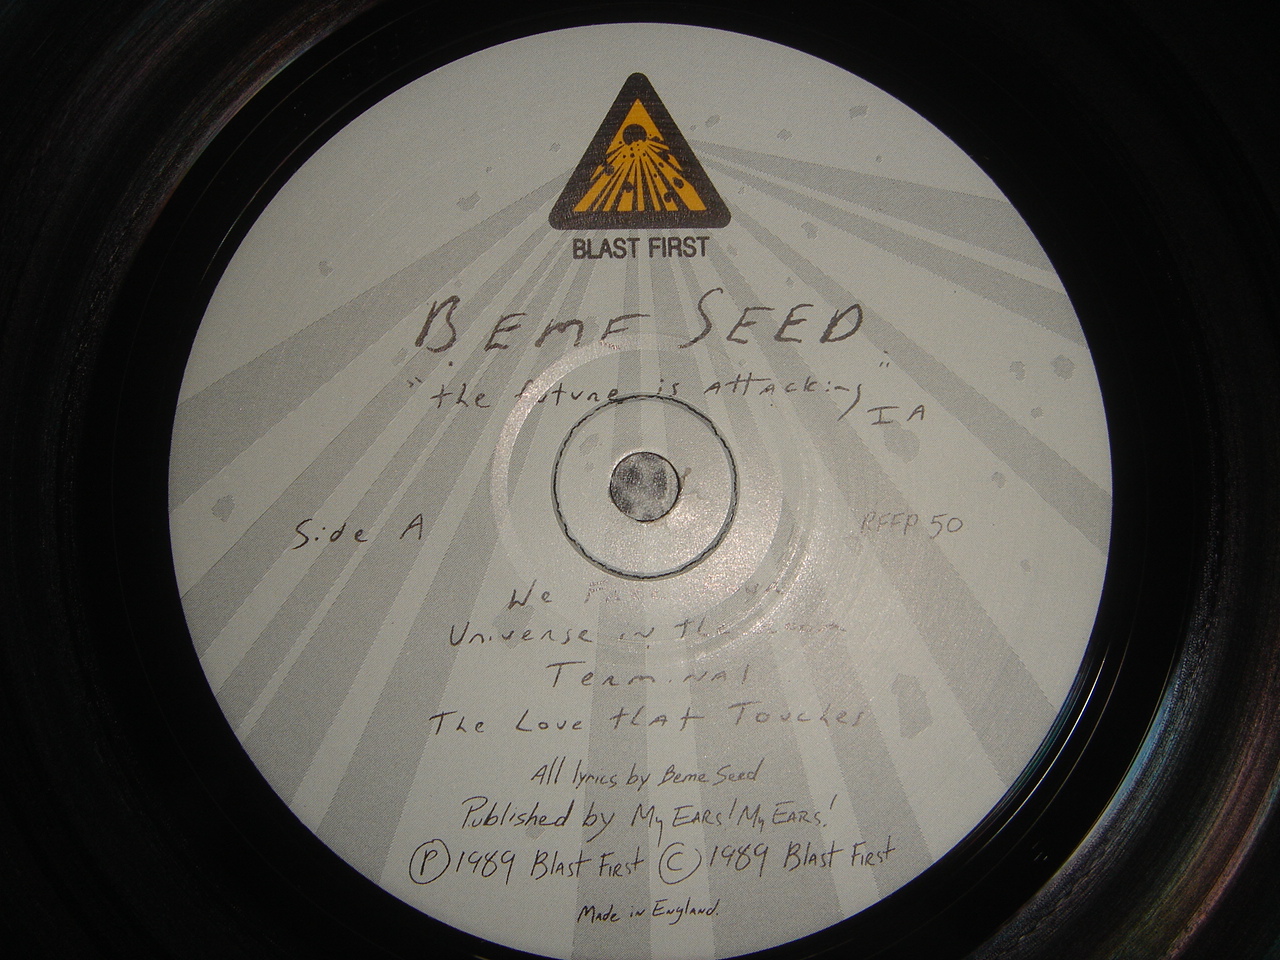 BLAST FIRST
BEME SEED
"the future is attacking"
IA
Side A
BFFP 50
We
Universe in the
Terminal
The Love that Touches
All lyrics by Beme Seed
Published by My EARS! My EARS!
Ⓟ 1989 Blast First © 1989 Blast First
Made in England.